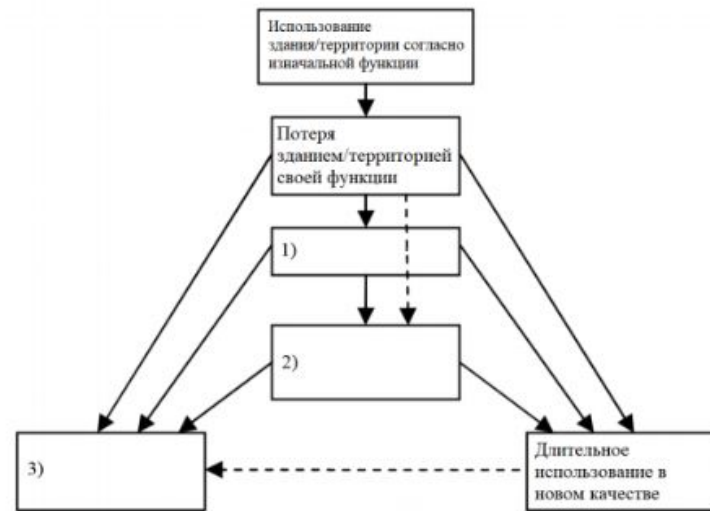 Использование
здания/территории согласно
изначальной функции
Потеря
зданием/территорией
своей функции
1)
2)
3)
Длительное
использование в
новом качестве